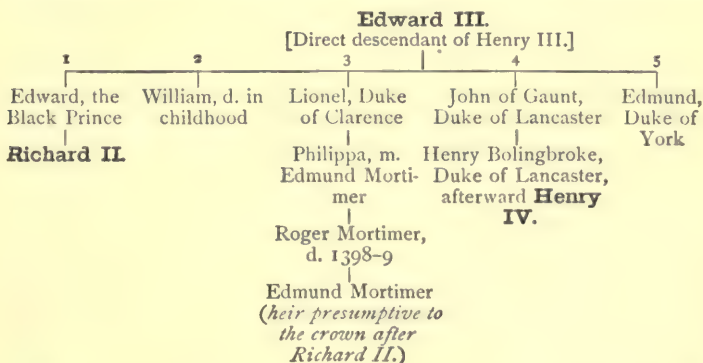 Edward III.
[Direct descendant of Henry III.]
1 2 3 4 5
Edward, the
Black Prince
Richard II.
William, d. in
childhood
Lionel, Duke
of Clarence
Philippa, m.
Edmund Morti-
mer
Roger Mortimer,
d. 1398-9
Edmund Mortimer
(heir presumptive to
the crown after
Richard II.)
John of Gaunt,
Duke of Lancaster
Henry Bolingbroke,
Duke of Lancaster,
afterward Henry
IV.
Edmund,
Duke of
York